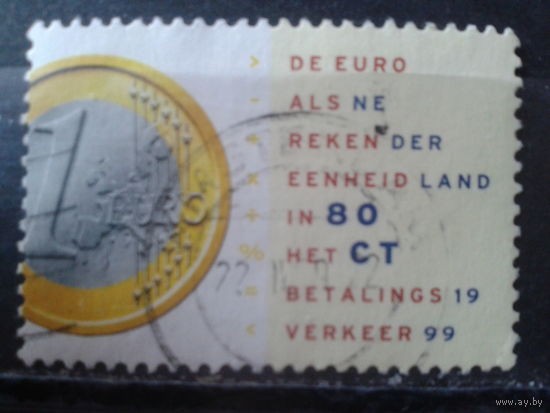 > DE EURO
- ALS NE
+ REKEN DER
× EENHEID LAND
÷ IN 80
% HET CT
= BETALINGS 19
< VERKEER 99
1
www.ay.by